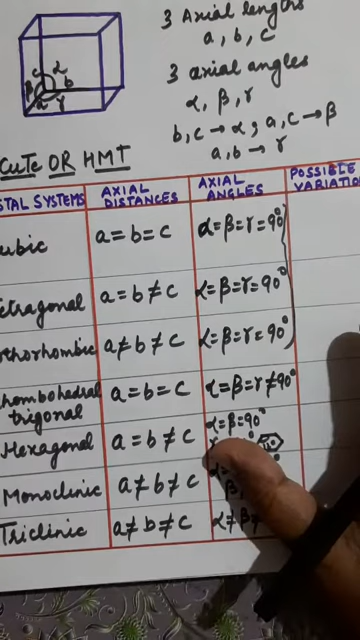 3 Axial lengths
a, b, c
3 axial angles
α, β, γ
b, c → α ; a, c → β
a, b → γ
c α
β b
a γ
CUTE OR HMT
STAL SYSTEMS AXIAL DISTANCES AXIAL ANGLES POSSIBLE VARIATION
ubic a = b = c α = β = γ = 90°
etragonal a = b ≠ c α = β = γ = 90°
rthorhombic a ≠ b ≠ c α = β = γ = 90°
hombohedral trigonal a = b = c α = β = γ ≠ 90°
Hexagonal a = b ≠ c α = β = 90°
Monoclinic a ≠ b ≠ c
Triclinic a ≠ b ≠ c α ≠ β ≠